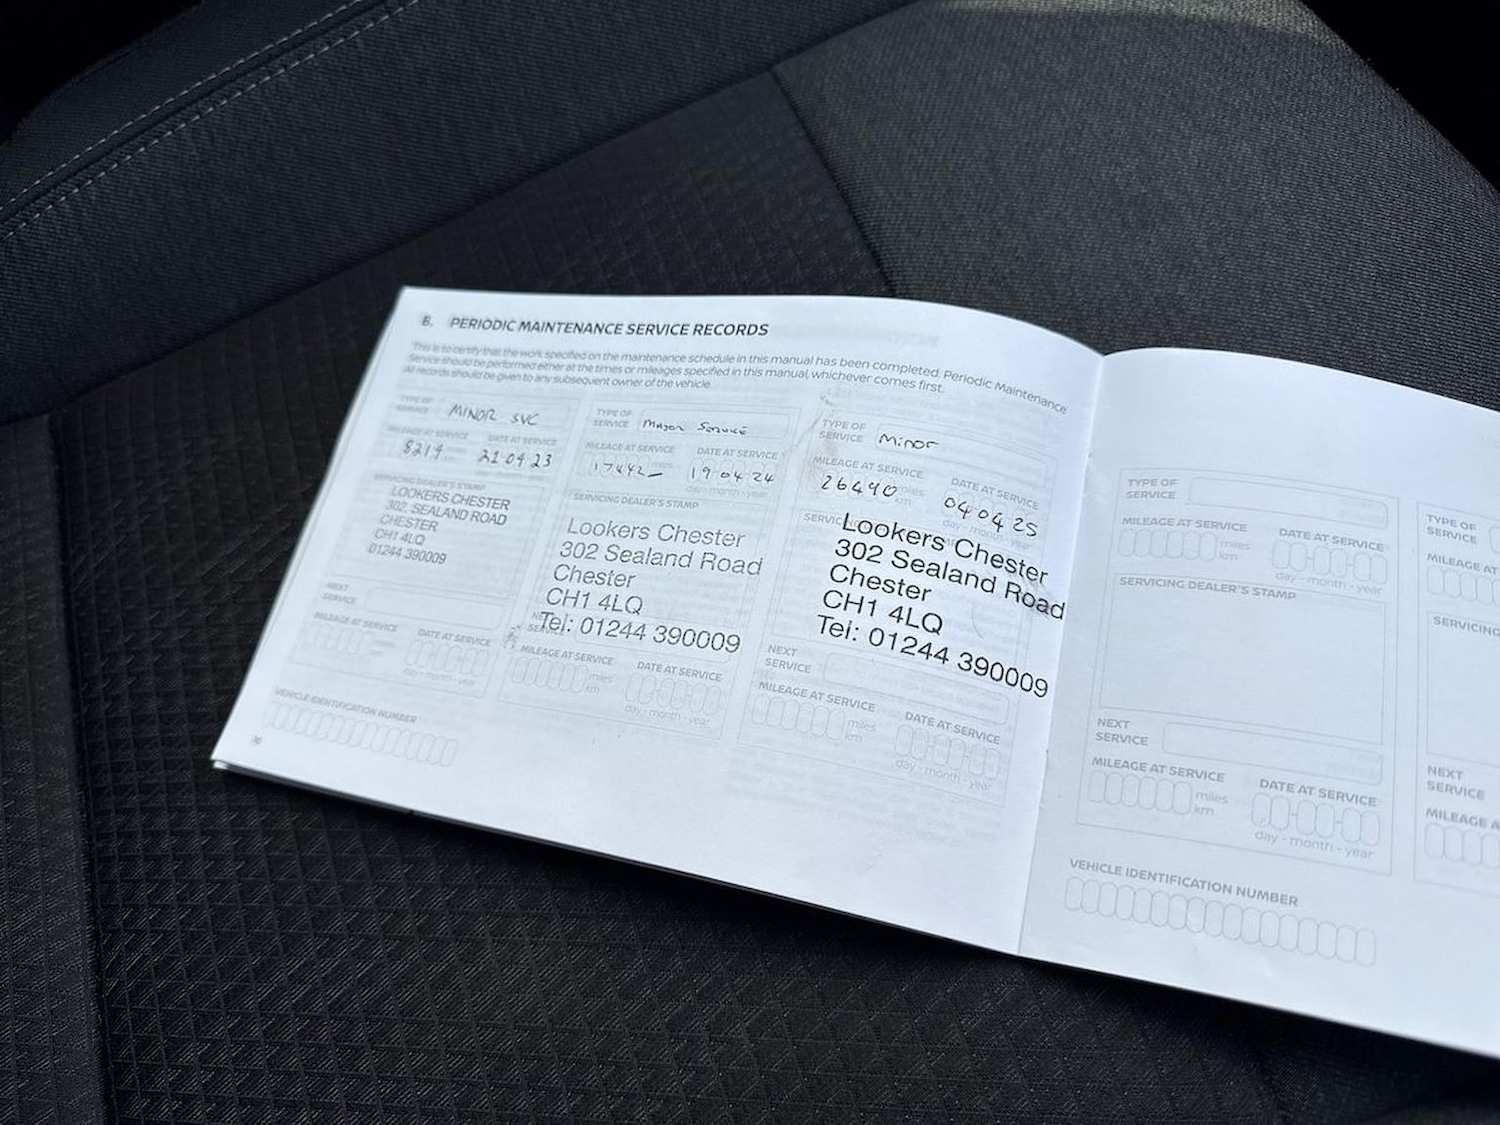 8. PERIODIC MAINTENANCE SERVICE RECORDS
This is to certify that the work specified on the maintenance schedule in this manual has been completed. Periodic Maintenance
Service should be performed either at the times or mileages specified in this manual, whichever comes first.
All records should be given to any subsequent owner of the vehicle.
TYPE OF
SERVICE MINOR SVC
MILEAGE AT SERVICE DATE AT SERVICE
8219 21 04 23
SERVICING DEALER'S STAMP
LOOKERS CHESTER
302 SEALAND ROAD
CHESTER
CH1 4LQ
01244 390009
NEXT
SERVICE
MILEAGE AT SERVICE DATE AT SERVICE
day - month - year
VEHICLE IDENTIFICATION NUMBER
TYPE OF
SERVICE Major Service
MILEAGE AT SERVICE DATE AT SERVICE
miles 19 04 24
day - month - year
SERVICING DEALER'S STAMP
Lookers Chester
302 Sealand Road
Chester
CH1 4LQ
Tel: 01244 390009
MILEAGE AT SERVICE DATE AT SERVICE
miles
km
day - month - year
TYPE OF
SERVICE Minor
MILEAGE AT SERVICE DATE AT SERVICE
26490 miles 04 04 25
km day - month - year
Lookers Chester
302 Sealand Road
Chester
CH1 4LQ
Tel: 01244 390009
NEXT
SERVICE
MILEAGE AT SERVICE DATE AT SERVICE
miles
km
day - month - year
TYPE OF
SERVICE
MILEAGE AT SERVICE DATE AT SERVICE
miles
km
day - month - year
SERVICING DEALER'S STAMP
NEXT
SERVICE
MILEAGE AT SERVICE DATE AT SERVICE
miles
km
day - month - year
VEHICLE IDENTIFICATION NUMBER
TYPE OF
SERVICE
MILEAGE AT
SERVICING
NEXT
SERVICE
MILEAGE A